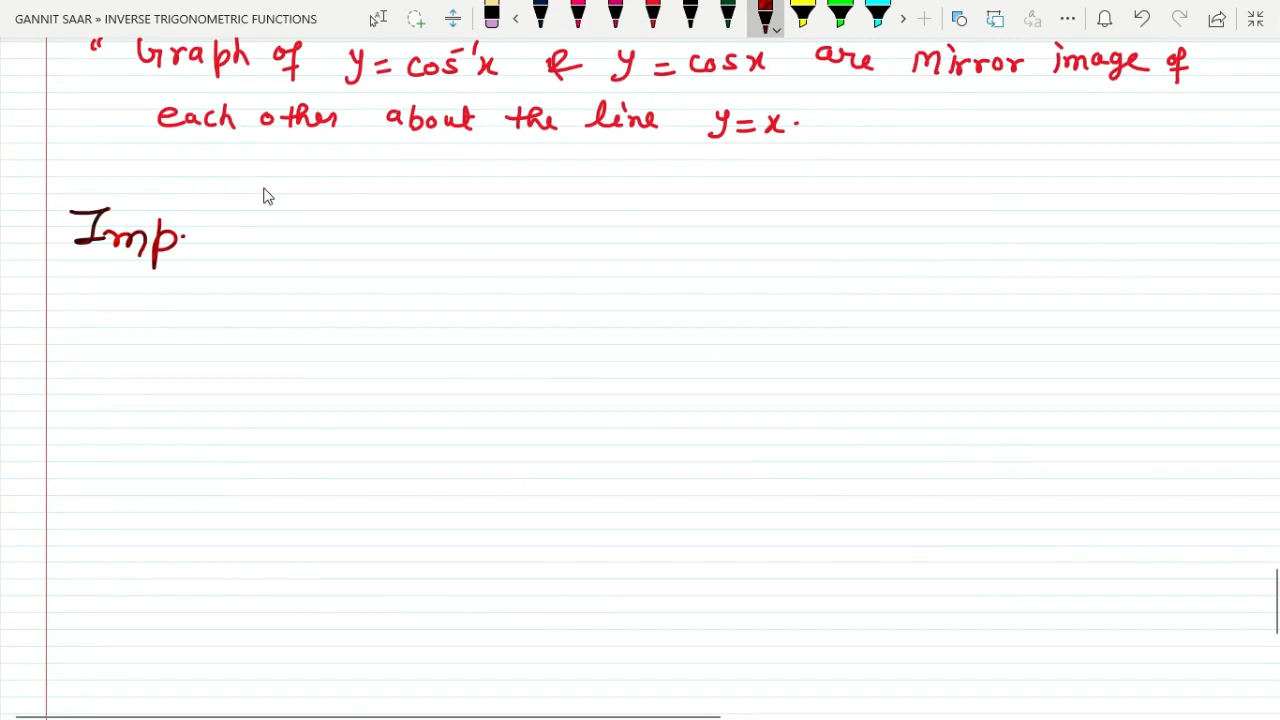 GANNIT SAAR » INVERSE TRIGONOMETRIC FUNCTIONS
" Graph of y = cos⁻¹x & y = cosx are mirror image of
each other about the line y=x.
Imp.